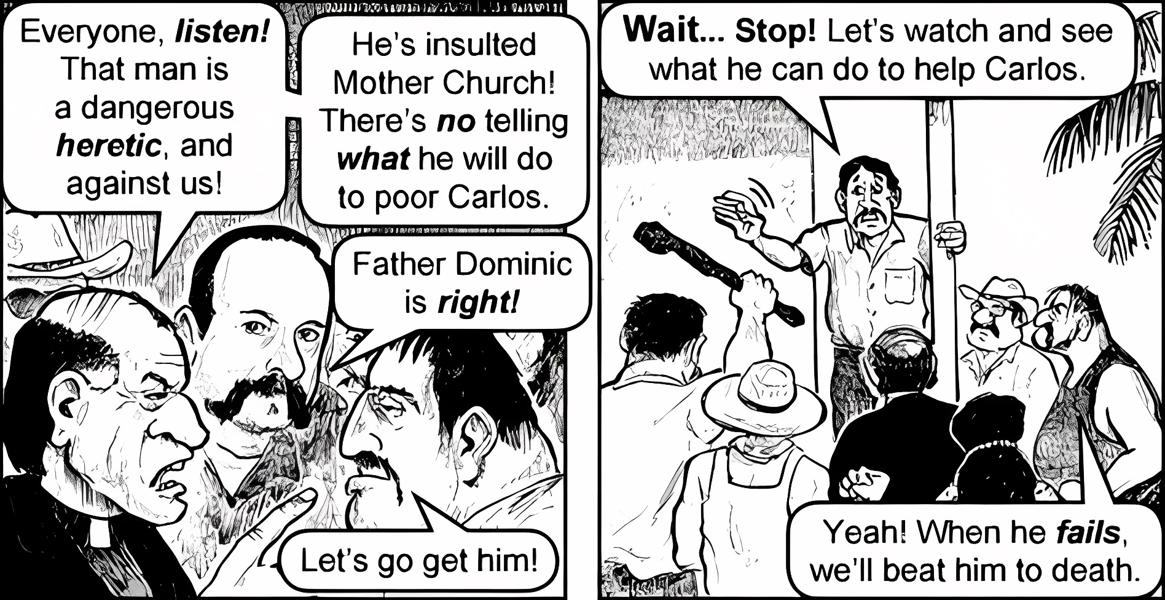 Everyone, listen!
That man is
a dangerous
heretic, and
against us!
He's insulted
Mother Church!
There's no telling
what he will do
to poor Carlos.
Father Dominic
is right!
Let's go get him!
Wait... Stop! Let's watch and see
what he can do to help Carlos.
Yeah! When he fails,
we'll beat him to death.